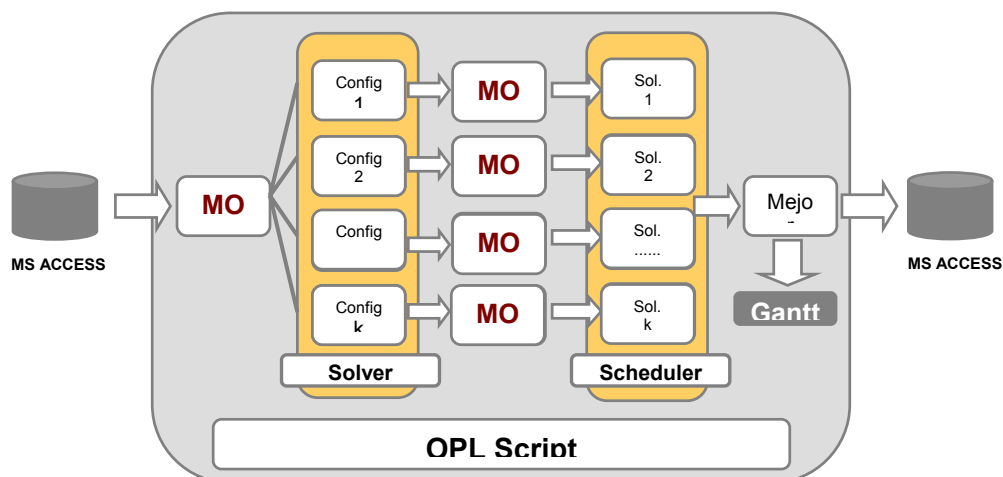 MS ACCESS
MO
Config
1
Config
2
Config
Config
k
Solver
MO
MO
MO
MO
Sol.
1
Sol.
2
Sol.
......
Sol.
k
Scheduler
Mejo
Gantt
MS ACCESS
OPL Script